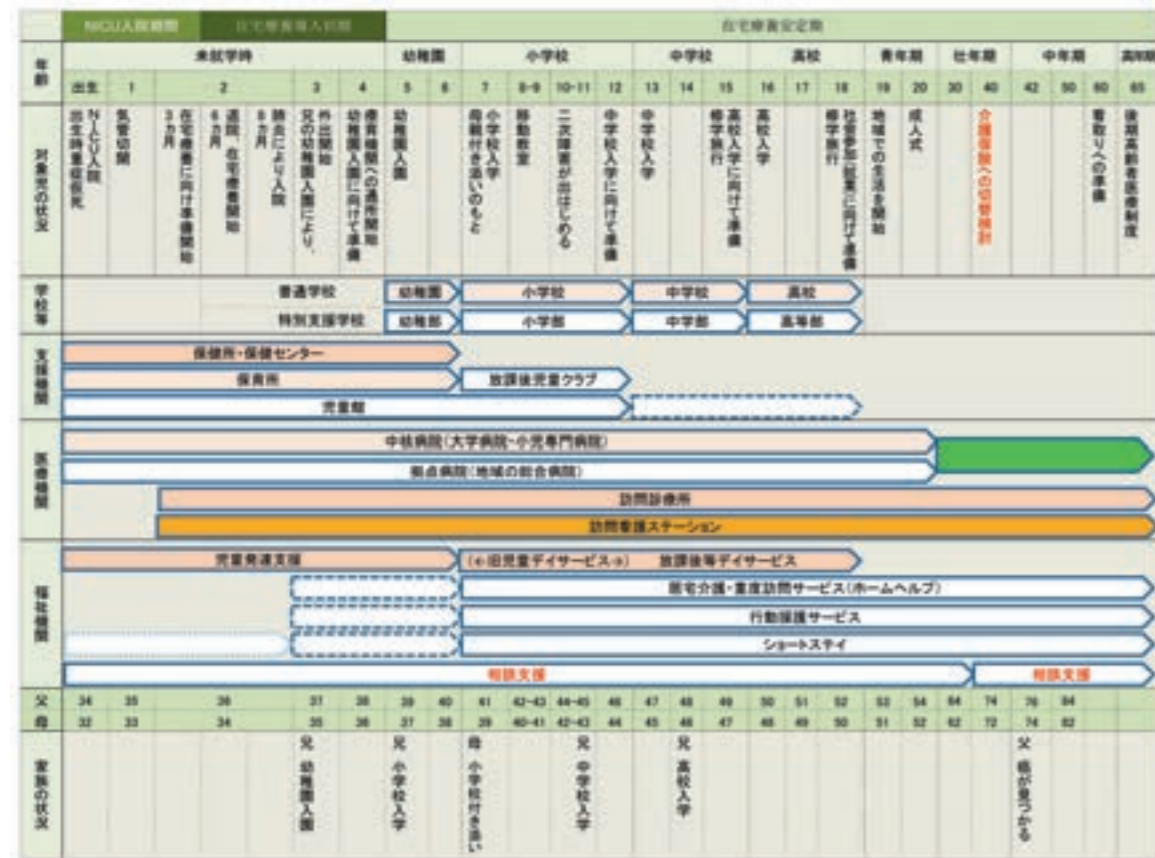 NICU入院期間 在宅療養導入初期 在宅療養安定期
年齢 未就学時 幼稚園 小学校 中学校 高校 青年期 壮年期 中年期 高齢期
出生 1 2 3 4 5 6 7 8-9 10-11 12 13 14 15 16 17 18 19 20 30 40 42 50 60 65
対象児の状況
出生時重症仮死
NICU入院
気管切開
3ヵ月
在宅療養に向け準備開始
6ヵ月
退院、在宅療養開始
8ヵ月
肺炎により入院
兄の幼稚園入園により、
外出開始
幼稚園入園に向けて準備
療育機関への通所開始
幼稚園入園
母親付き添いのもと
小学校入学
移動教室
二次障害が出はじめる
中学校入学に向けて準備
中学校入学
修学旅行
高校入学に向けて準備
高校入学
修学旅行
社会参加(就業)に向けて準備
地域での生活を開始
成人式
介護保険への切替検討
看取りへの準備
後期高齢者医療制度
学校等
普通学校 幼稚園 小学校 中学校 高校
特別支援学校 幼稚部 小学部 中学部 高等部
支援機関
保健所・保健センター
保育所 放課後児童クラブ
児童館
医療機関
中核病院(大学病院・小児専門病院)
拠点病院(地域の総合病院)
訪問診療所
訪問看護ステーション
福祉機関
児童発達支援 (←旧児童デイサービス→) 放課後等デイサービス
居宅介護・重度訪問サービス(ホームヘルプ)
行動援護サービス
ショートステイ
相談支援 相談支援
父 34 35 36 37 38 39 40 41 42-43 44-45 46 47 48 49 50 51 52 53 54 64 74 76 84
母 32 33 34 35 36 37 38 39 40-41 42-43 44 45 46 47 48 49 50 51 52 62 72 74 82
家族の状況
兄 幼稚園入園
兄 小学校入学
母 小学校付き添い
兄 中学校入学
兄 高校入学
父 癌が見つかる